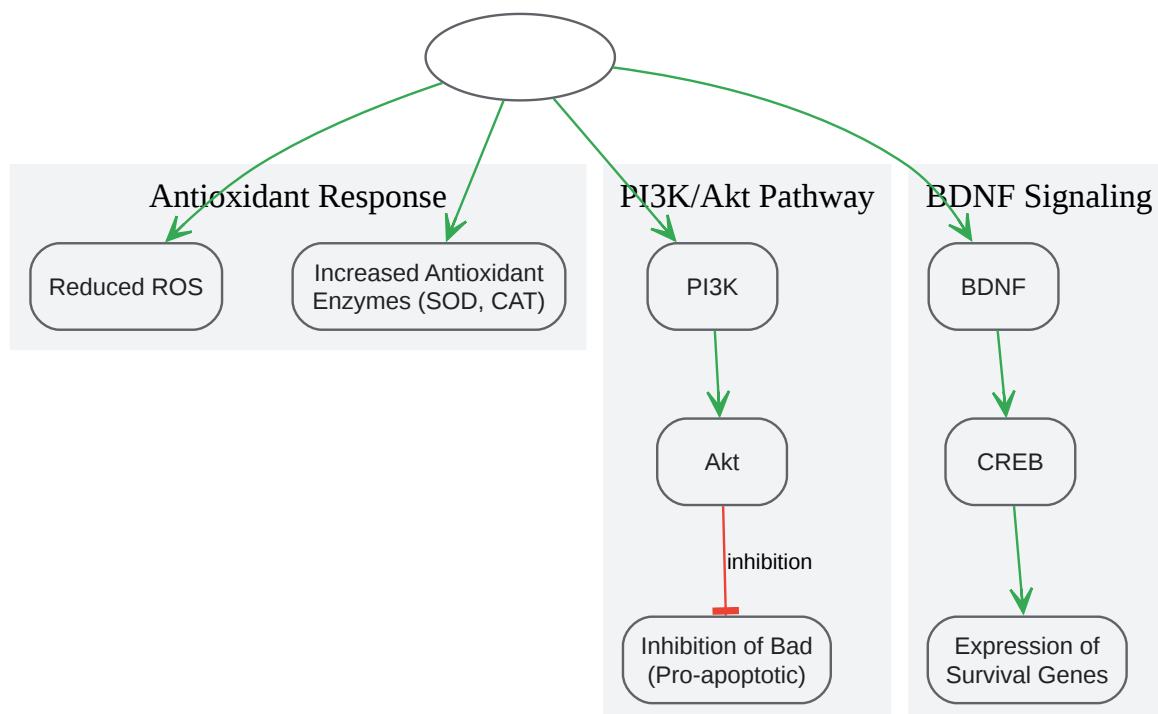 Antioxidant Response
PI3K/Akt Pathway
BDNF Signaling
Reduced ROS
Increased Antioxidant
Enzymes (SOD, CAT)
PI3K
BDNF
Akt
CREB
inhibition
Inhibition of Bad
(Pro-apoptotic)
Expression of
Survival Genes